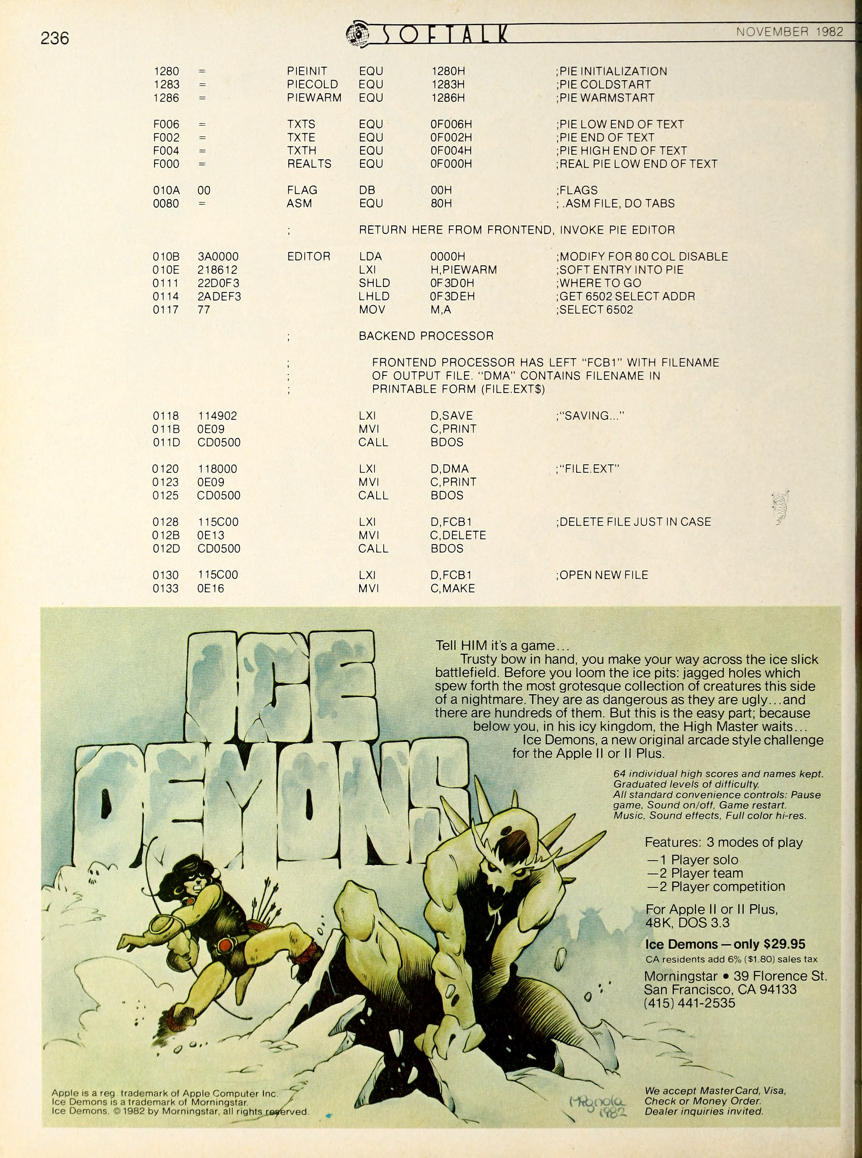 236
SOFTALK
NOVEMBER 1982
1280 = PIEINIT EQU 1280H ;PIE INITIALIZATION
1283 = PIECOLD EQU 1283H ;PIE COLDSTART
1286 = PIEWARM EQU 1286H ;PIE WARMSTART
F006 = TXTS EQU 0F006H ;PIE LOW END OF TEXT
F002 = TXTE EQU 0F002H ;PIE END OF TEXT
F004 = TXTH EQU 0F004H ;PIE HIGH END OF TEXT
F000 = REALTS EQU 0F000H ;REAL PIE LOW END OF TEXT
010A 00 FLAG DB 00H ;FLAGS
0080 = ASM EQU 80H ; .ASM FILE, DO TABS
; RETURN HERE FROM FRONTEND, INVOKE PIE EDITOR
010B 3A0000 EDITOR LDA 0000H ;MODIFY FOR 80 COL DISABLE
010E 218612 LXI H,PIEWARM ;SOFT ENTRY INTO PIE
0111 22D0F3 SHLD 0F3D0H ;WHERE TO GO
0114 2ADEF3 LHLD 0F3DEH ;GET 6502 SELECT ADDR
0117 77 MOV M,A ;SELECT 6502
; BACKEND PROCESSOR
; FRONTEND PROCESSOR HAS LEFT "FCB1" WITH FILENAME
; OF OUTPUT FILE. "DMA" CONTAINS FILENAME IN
; PRINTABLE FORM (FILE.EXT$)
0118 114902 LXI D,SAVE ;"SAVING..."
011B 0E09 MVI C,PRINT
011D CD0500 CALL BDOS
0120 118000 LXI D,DMA ;"FILE.EXT"
0123 0E09 MVI C,PRINT
0125 CD0500 CALL BDOS
0128 115C00 LXI D,FCB1 ;DELETE FILE JUST IN CASE
012B 0E13 MVI C,DELETE
012D CD0500 CALL BDOS
0130 115C00 LXI D,FCB1 ;OPEN NEW FILE
0133 0E16 MVI C,MAKE
ICE
DEMONS
Tell HIM it's a game...
Trusty bow in hand, you make your way across the ice slick
battlefield. Before you loom the ice pits: jagged holes which
spew forth the most grotesque collection of creatures this side
of a nightmare. They are as dangerous as they are ugly...and
there are hundreds of them. But this is the easy part; because
below you, in his icy kingdom, the High Master waits...
Ice Demons, a new original arcade style challenge
for the Apple II or II Plus.
64 individual high scores and names kept.
Graduated levels of difficulty.
All standard convenience controls: Pause
game, Sound on/off, Game restart.
Music, Sound effects, Full color hi-res.
Features: 3 modes of play
—1 Player solo
—2 Player team
—2 Player competition
For Apple II or II Plus,
48K, DOS 3.3
Ice Demons — only $29.95
CA residents add 6% ($1.80) sales tax
Morningstar • 39 Florence St.
San Francisco, CA 94133
(415) 441-2535
Apple is a reg. trademark of Apple Computer Inc.
Ice Demons is a trademark of Morningstar.
Ice Demons, © 1982 by Morningstar, all rights reserved.
Mignola
1982
We accept MasterCard, Visa,
Check or Money Order.
Dealer inquiries invited.